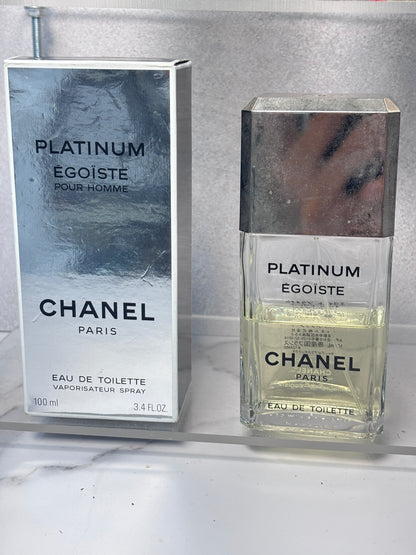 PLATINUM
ÉGOÏSTE
POUR HOMME
CHANEL
PARIS
EAU DE TOILETTE
VAPORISATEUR SPRAY
100 ml 3.4 FL.OZ.
PLATINUM
ÉGOÏSTE
CHANEL
PARIS
EAU DE TOILETTE